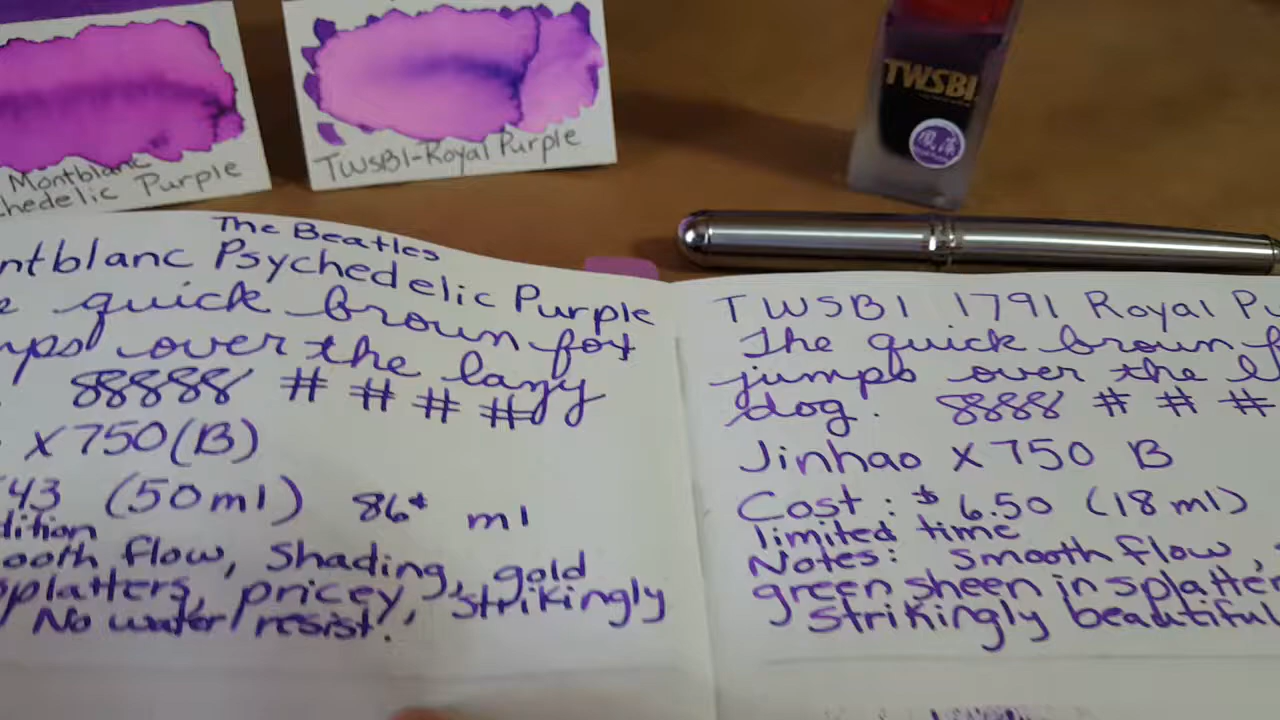 Montblanc
chedelic Purple
TWSBI-Royal Purple
TWSBI
The Beatles
ntblanc Psychedelic Purple
quick brown fox
mps over the lazy
88888 # # # #
X750 (B)
43 (50ml) 86¢ ml
dition
ooth flow, Shading, gold
splatters, pricey, strikingly
No water resist.
TWSBI 1791 Royal Pu
The quick brown f
jumps over the l
dog. 8888 # # #
Jinhao X750 B
Cost: $6.50 (18ml)
limited time
Notes: Smooth flow,
green sheen in splatte
strikingly beautiful